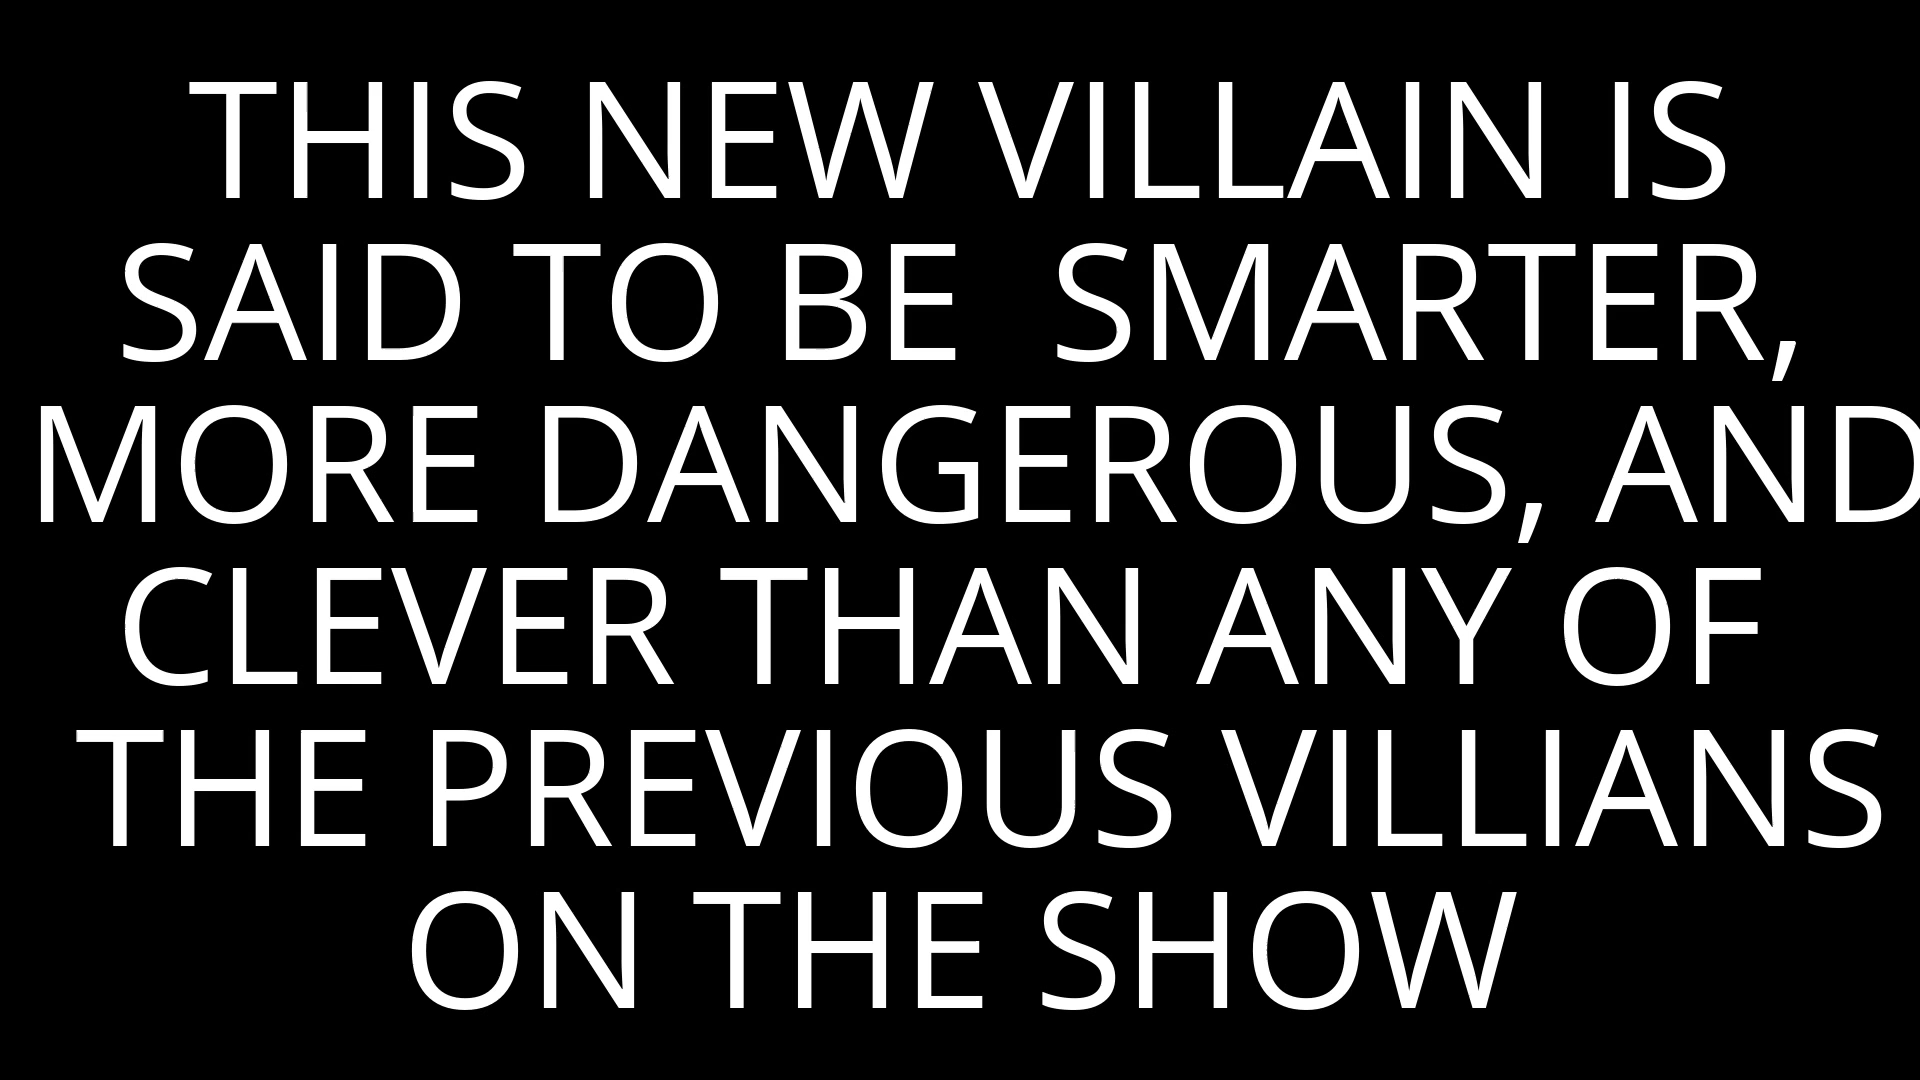 THIS NEW VILLAIN IS
SAID TO BE  SMARTER,
MORE DANGEROUS, AND
CLEVER THAN ANY OF
THE PREVIOUS VILLIANS
ON THE SHOW